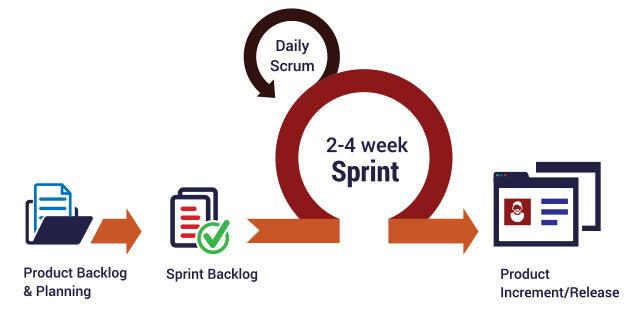 Daily
Scrum
2-4 week
Sprint
Product Backlog
& Planning
Sprint Backlog
Product
Increment/Release